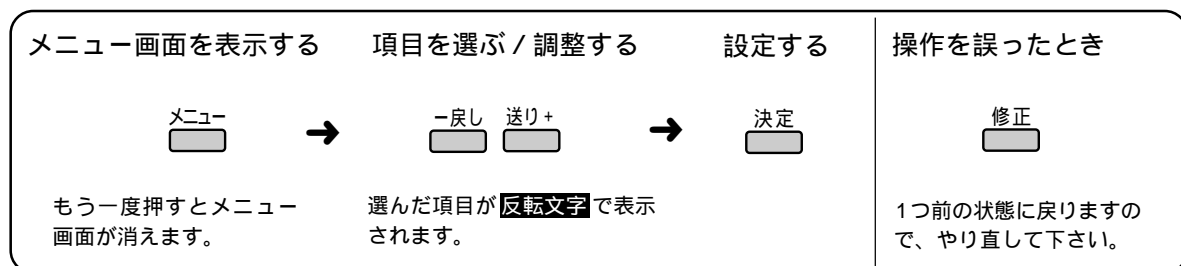 メニュー画面を表示する
メニュー
もう一度押すとメニュー
画面が消えます。
項目を選ぶ / 調整する
ー戻し 送り +
選んだ項目が反転文字で表示
されます。
設定する
決定
操作を誤ったとき
修正
1つ前の状態に戻りますの
で、やり直して下さい。